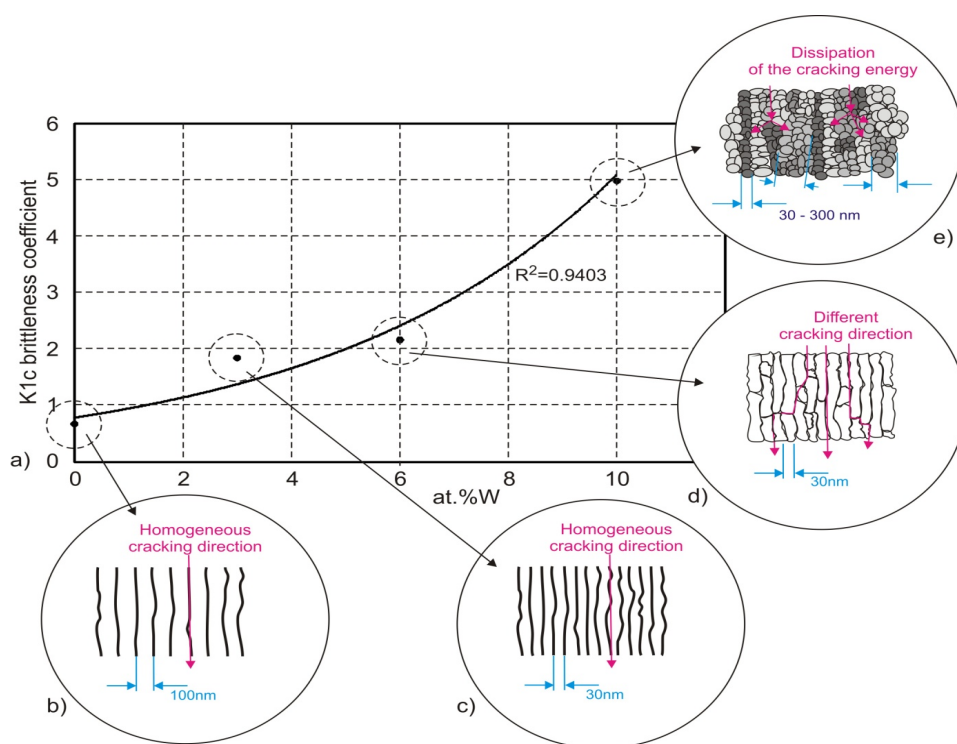 Dissipation
of the cracking energy
30 - 300 nm
e)
6
5
4
3
2
1
0
K1c brittleness coefficient
R²=0.9403
a)
0 2 4 6 8 10
at.%W
Different
cracking direction
30nm
d)
Homogeneous
cracking direction
100nm
b)
Homogeneous
cracking direction
30nm
c)